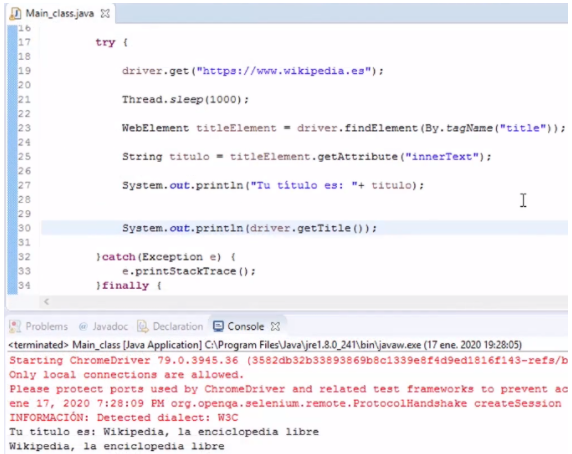 Main_class.java
16
17 try {
18
19 driver.get("https://www.wikipedia.es");
20
21 Thread.sleep(1000);
22
23 WebElement titleElement = driver.findElement(By.tagName("title"));
24
25 String titulo = titleElement.getAttribute("innerText");
26
27 System.out.println("Tu título es: "+ titulo);
28
29
30 System.out.println(driver.getTitle());
31
32 }catch(Exception e) {
33 e.printStackTrace();
34 }finally {
Problems @ Javadoc Declaration Console
<terminated> Main_class [Java Application] C:\Program Files\Java\jre1.8.0_241\bin\javaw.exe (17 ene. 2020 19:28:05)
Starting ChromeDriver 79.0.3945.36 (3582db32b33893869b8c1339e8f4d9ed1816f143-refs/b
Only local connections are allowed.
Please protect ports used by ChromeDriver and related test frameworks to prevent ac
ene 17, 2020 7:28:09 PM org.openqa.selenium.remote.ProtocolHandshake createSession
INFORMACIÓN: Detected dialect: W3C
Tu título es: Wikipedia, la enciclopedia libre
Wikipedia, la enciclopedia libre